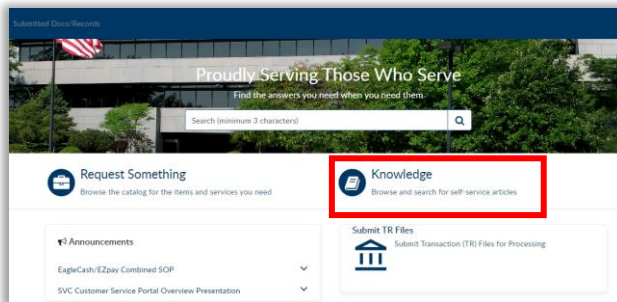 Submitted Docs/Records
Proudly Serving Those Who Serve
Find the answers you need when you need them
Search (minimum 3 characters)
Request Something
Browse the catalog for the items and services you need
Knowledge
Browse and search for self-service articles
Announcements
EagleCash/EZpay Combined SOP
SVC Customer Service Portal Overview Presentation
Submit TR Files
Submit Transaction (TR) Files for Processing